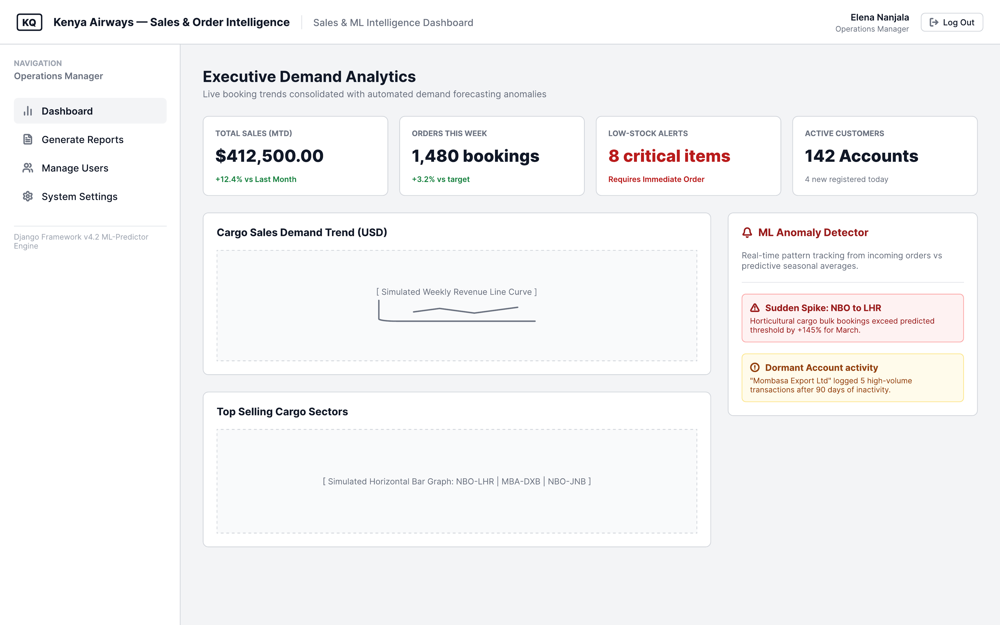 KQ
Kenya Airways — Sales & Order Intelligence
Sales & ML Intelligence Dashboard
Elena Nanjala
Operations Manager
Log Out
NAVIGATION
Operations Manager
Dashboard
Generate Reports
Manage Users
System Settings
Django Framework v4.2 ML-Predictor
Engine
Executive Demand Analytics
Live booking trends consolidated with automated demand forecasting anomalies
TOTAL SALES (MTD)
$412,500.00
+12.4% vs Last Month
ORDERS THIS WEEK
1,480 bookings
+3.2% vs target
LOW-STOCK ALERTS
8 critical items
Requires Immediate Order
ACTIVE CUSTOMERS
142 Accounts
4 new registered today
Cargo Sales Demand Trend (USD)
[ Simulated Weekly Revenue Line Curve ]
Top Selling Cargo Sectors
[ Simulated Horizontal Bar Graph: NBO-LHR | MBA-DXB | NBO-JNB ]
ML Anomaly Detector
Real-time pattern tracking from incoming orders vs
predictive seasonal averages.
Sudden Spike: NBO to LHR
Horticultural cargo bulk bookings exceed predicted
threshold by +145% for March.
Dormant Account activity
"Mombasa Export Ltd" logged 5 high-volume
transactions after 90 days of inactivity.